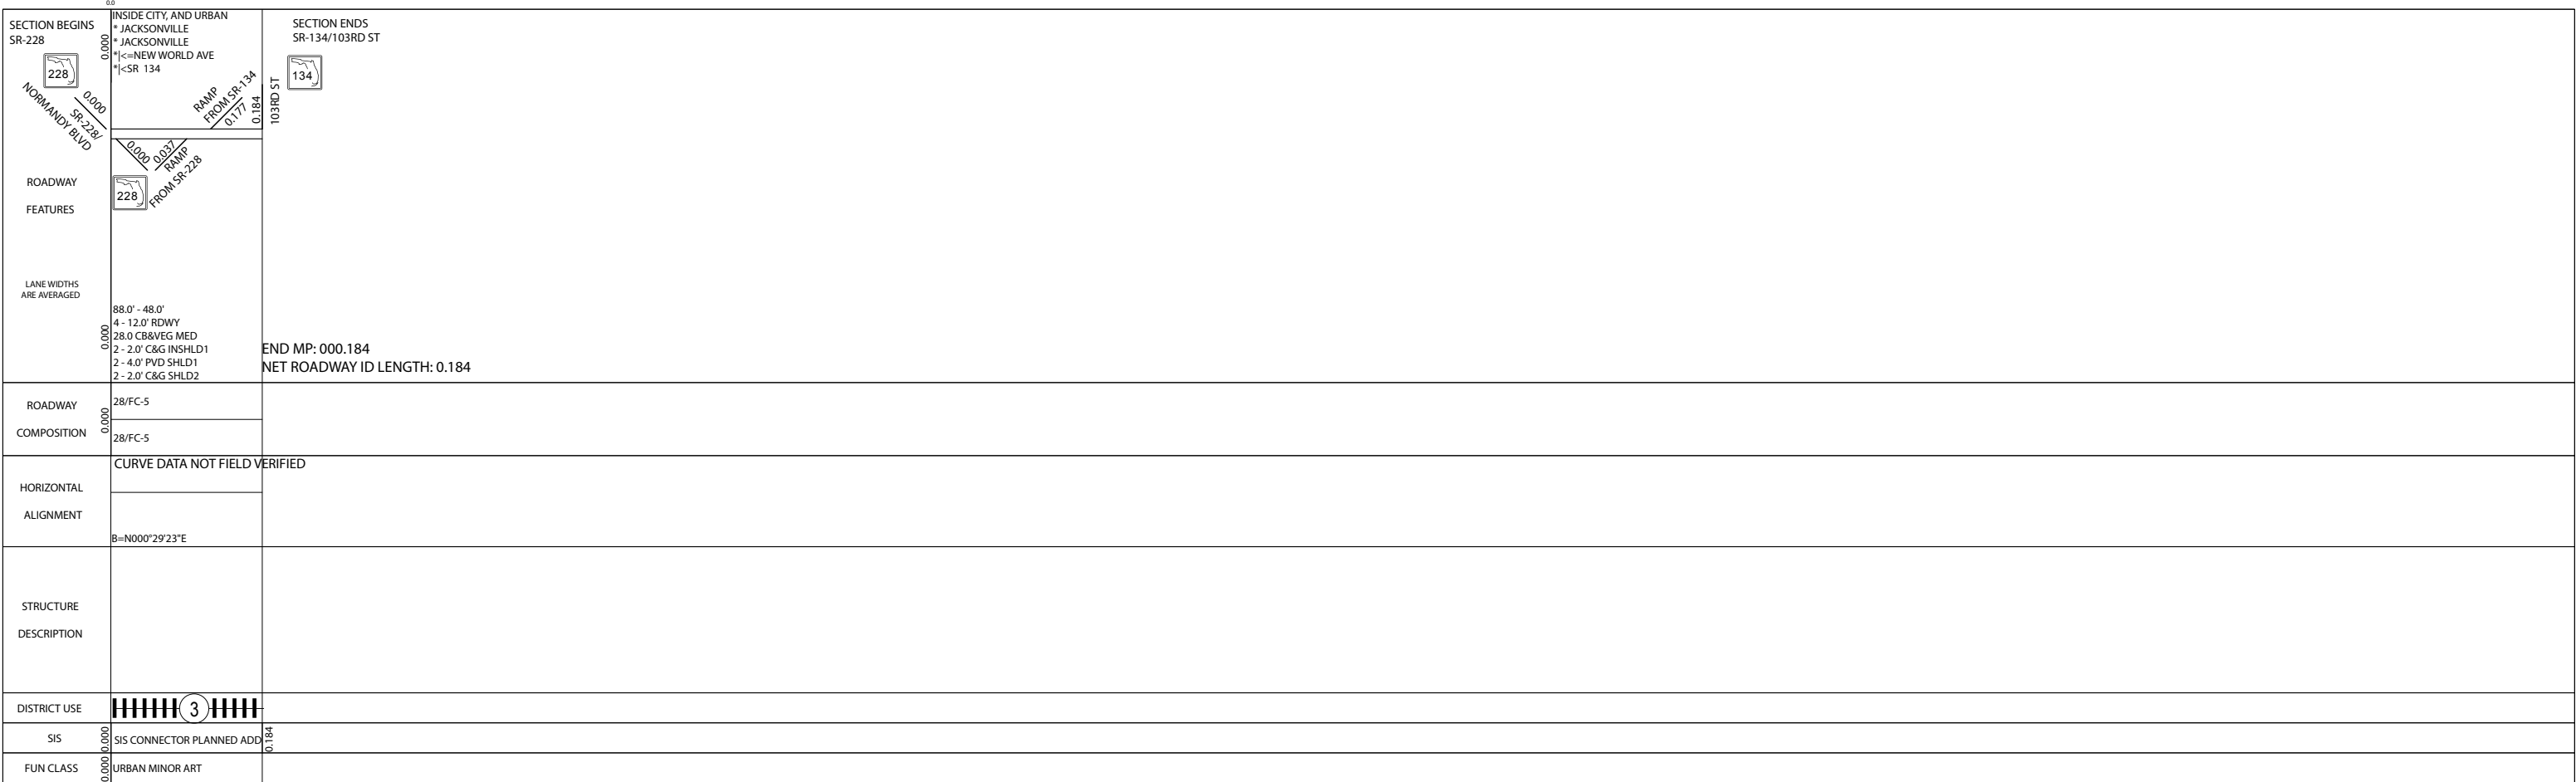 0.0
SECTION BEGINS
SR-228
228
NORMANDY BLVD
SR-228/
0.000
0.000
INSIDE CITY, AND URBAN
* JACKSONVILLE
* JACKSONVILLE
*|<=NEW WORLD AVE
*|<SR 134
RAMP
FROM SR-134
0.177
0.184
103RD ST
SECTION ENDS
SR-134/103RD ST
134
0.000
0.037
RAMP
FROM SR-228
228
ROADWAY
FEATURES
LANE WIDTHS
ARE AVERAGED
0.000
88.0' - 48.0'
4 - 12.0' RDWY
28.0 CB&VEG MED
2 - 2.0' C&G INSHLD1
2 - 4.0' PVD SHLD1
2 - 2.0' C&G SHLD2
END MP: 000.184
NET ROADWAY ID LENGTH: 0.184
ROADWAY
COMPOSITION
0.000
28/FC-5
28/FC-5
HORIZONTAL
ALIGNMENT
CURVE DATA NOT FIELD VERIFIED
B=N000°29'23"E
STRUCTURE
DESCRIPTION
DISTRICT USE
3
SIS
0.000
SIS CONNECTOR PLANNED ADD
0.184
FUN CLASS
0.000
URBAN MINOR ART